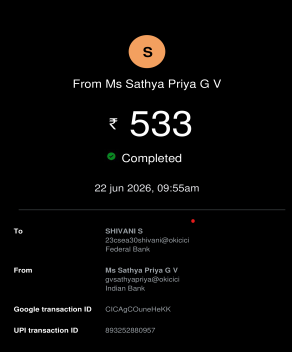 S
From Ms Sathya Priya G V
₹ 533
Completed
22 jun 2026, 09:55am
To SHIVANI S
23csea30shivani@okicici
Federal Bank
From Ms Sathya Priya G V
gvsathyapriya@okicici
Indian Bank
Google transaction ID CICAgCOuneHeKK
UPI transaction ID 893252880957